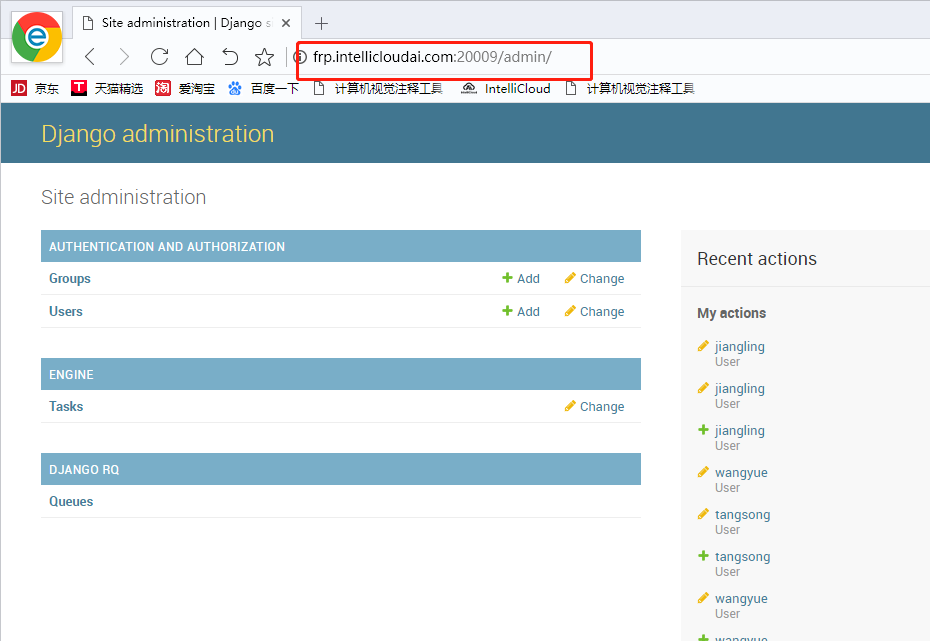 Site administration | Django s
frp.intellicloudai.com:20009/admin/
JD 京东 T 天猫精选 淘 爱淘宝 百度一下 计算机视觉注释工具 IntelliCloud 计算机视觉注释工具
Django administration
Site administration
AUTHENTICATION AND AUTHORIZATION
Groups Add Change
Users Add Change
ENGINE
Tasks Change
DJANGO RQ
Queues
Recent actions
My actions
jiangling
User
jiangling
User
jiangling
User
wangyue
User
tangsong
User
tangsong
User
wangyue
User
wangyue